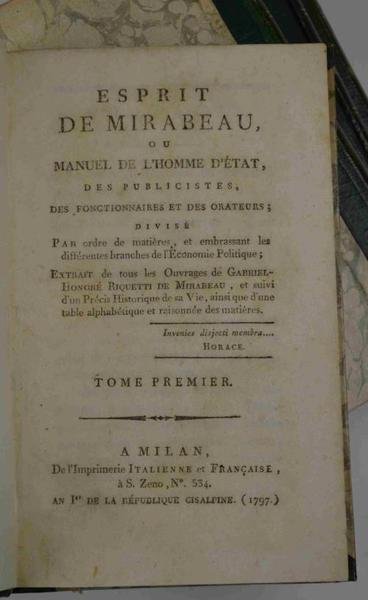 ESPRIT
DE MIRABEAU,
OU
MANUEL DE L'HOMME D'ÉTAT,
DES PUBLICISTES,
DES FONCTIONNAIRES ET DES ORATEURS;
DIVISÉ
PAR ordre de matières, et embrassant les
différentes branches de l'Économie Politique;
EXTRAIT de tous les Ouvrages de GABRIEL-
HONORÉ RIQUETTI DE MIRABEAU, et suivi
d'un Précis Historique de sa Vie, ainsi que d'une
table alphabétique et raisonnée des matières.
Invenies disjecti membra....
HORACE.
TOME PREMIER.
A MILAN,
De l'Imprimerie ITALIENNE et FRANÇAISE,
à S. Zeno, N°. 534.
AN Ier DE LA RÉPUBLIQUE CISALPINE. (1797.)